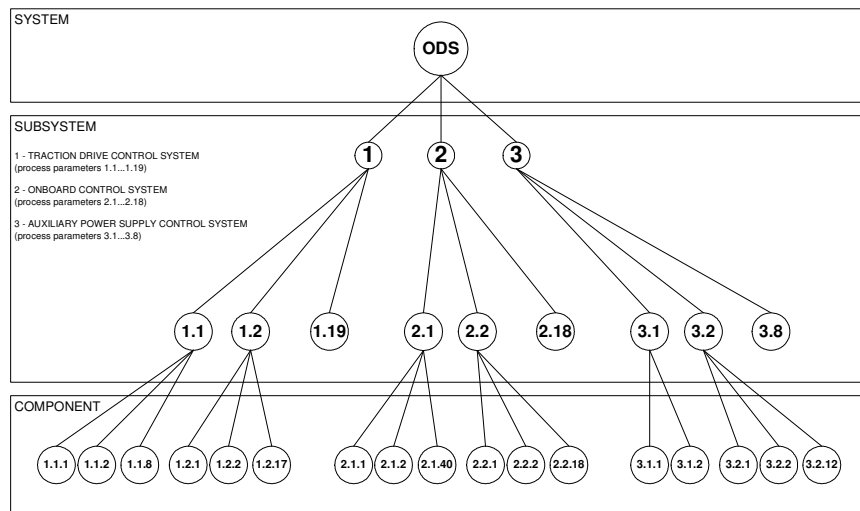 SYSTEM
ODS
SUBSYSTEM
1 - TRACTION DRIVE CONTROL SYSTEM
(process parameters 1.1...1.19)
2 - ONBOARD CONTROL SYSTEM
(process parameters 2.1...2.18)
3 - AUXILIARY POWER SUPPLY CONTROL SYSTEM
(process parameters 3.1...3.8)
1 2 3
1.1 1.2 1.19 2.1 2.2 2.18 3.1 3.2 3.8
COMPONENT
1.1.1 1.1.2 1.1.8 1.2.1 1.2.2 1.2.17 2.1.1 2.1.2 2.1.40 2.2.1 2.2.2 2.2.18 3.1.1 3.1.2 3.2.1 3.2.2 3.2.12